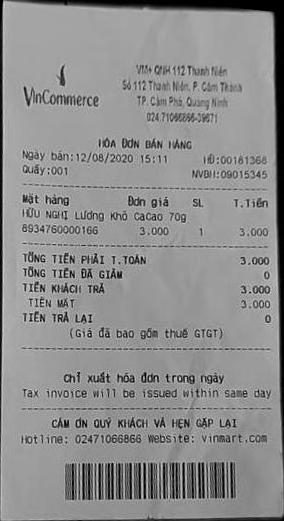 VinCommerce
VM+ QNH 112 Thanh Niên
Số 112 Thanh Niên, P. Cẩm Thành
TP. Cẩm Phả, Quảng Ninh
024.71066866-39671
HÓA ĐƠN BÁN HÀNG
Ngày bán:12/08/2020 15:11 HĐ:00181368
Quầy:001 NVBH:09015345
Mặt hàng Đơn giá SL T.Tiền
HỮU NGHỊ Lương Khô CaCao 70g
8934760000166 3.000 1 3.000
TỔNG TIỀN PHẢI T.TOÁN 3.000
TỔNG TIỀN ĐÃ GIẢM 0
TIỀN KHÁCH TRẢ 3.000
TIỀN MẶT 3.000
TIỀN TRẢ LẠI 0
(Giá đã bao gồm thuế GTGT)
Chỉ xuất hóa đơn trong ngày
Tax invoice will be issued within same day
CẢM ƠN QUÝ KHÁCH VÀ HẸN GẶP LẠI
Hotline: 02471066866 Website: vinmart.com